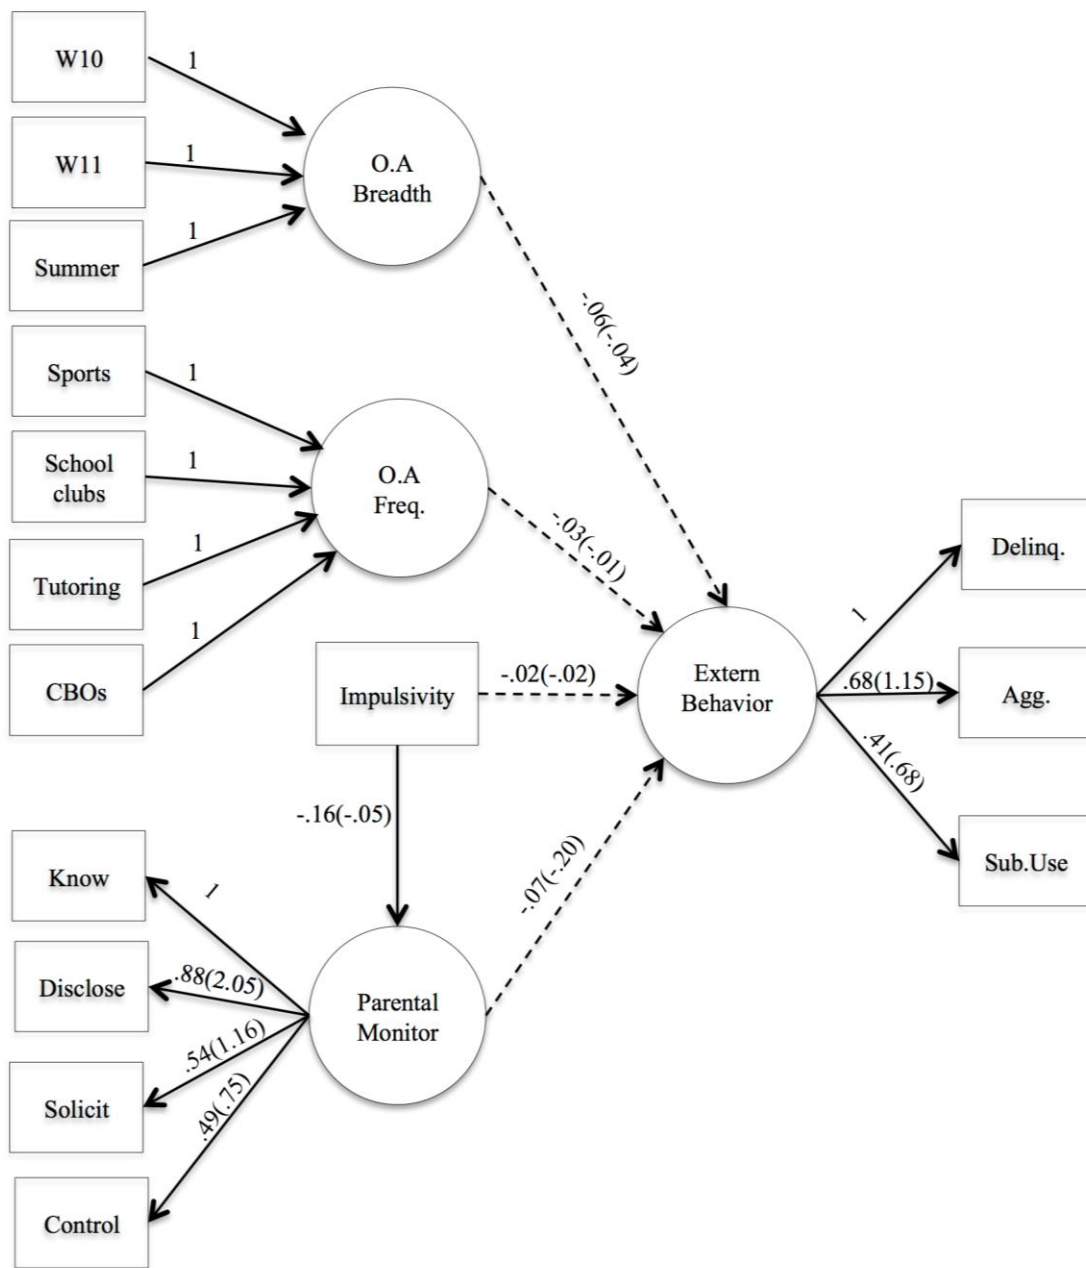 W10
1
W11
1
O.A
Breadth
Summer
1
Sports
1
-.06(-.04)
School
clubs
1
O.A
Freq.
-.03(-.01)
Tutoring
1
CBOs
1
Delinq.
1
Impulsivity
-.02(-.02)
Extern
Behavior
.68(1.15)
Agg.
.41(.68)
Sub.Use
-.16(-.05)
-.07(-.20)
Know
1
Disclose
.88(2.05)
Parental
Monitor
.54(1.16)
Solicit
.49(.75)
Control